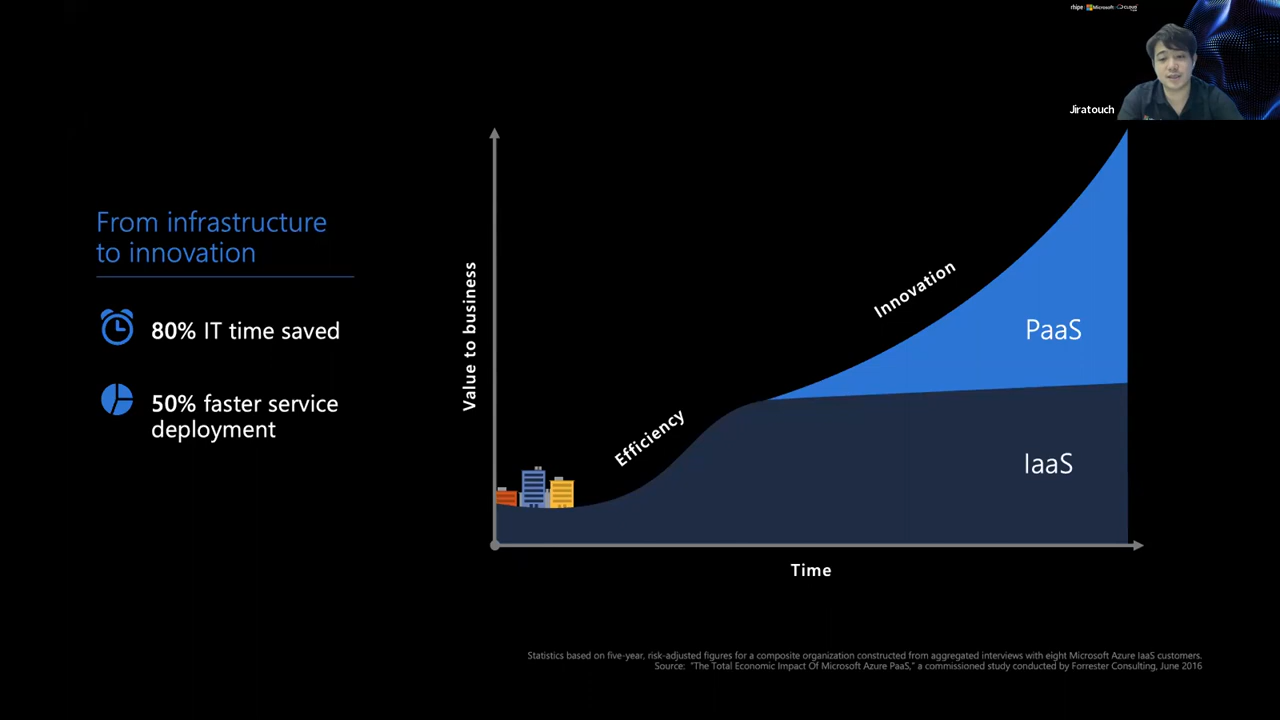 rhipe Microsoft CLOUD
Jiratouch
From infrastructure
to innovation
80% IT time saved
50% faster service
deployment
Value to business
Efficiency
Innovation
PaaS
IaaS
Time
Statistics based on five-year, risk-adjusted figures for a composite organization constructed from aggregated interviews with eight Microsoft Azure IaaS customers.
Source: "The Total Economic Impact Of Microsoft Azure PaaS," a commissioned study conducted by Forrester Consulting, June 2016